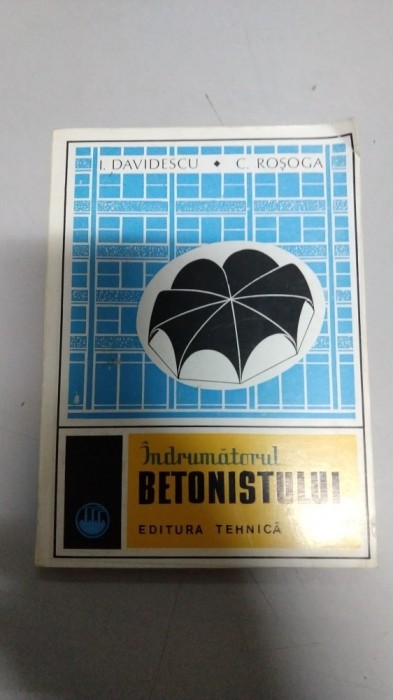 I. DAVIDESCU ◆ C. ROȘOGA
Îndrumătorul
BETONISTULUI
EDITURA TEHNICĂ